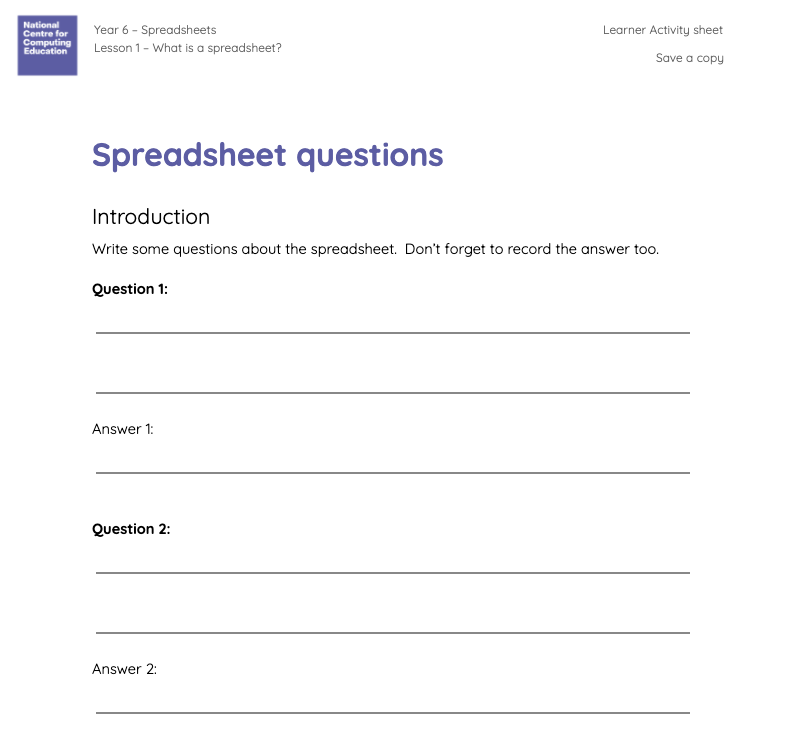 National
Centre for
Computing
Education
Year 6 – Spreadsheets
Lesson 1 – What is a spreadsheet?
Learner Activity sheet
Save a copy
Spreadsheet questions
Introduction
Write some questions about the spreadsheet.  Don't forget to record the answer too.
Question 1:
Answer 1:
Question 2:
Answer 2: